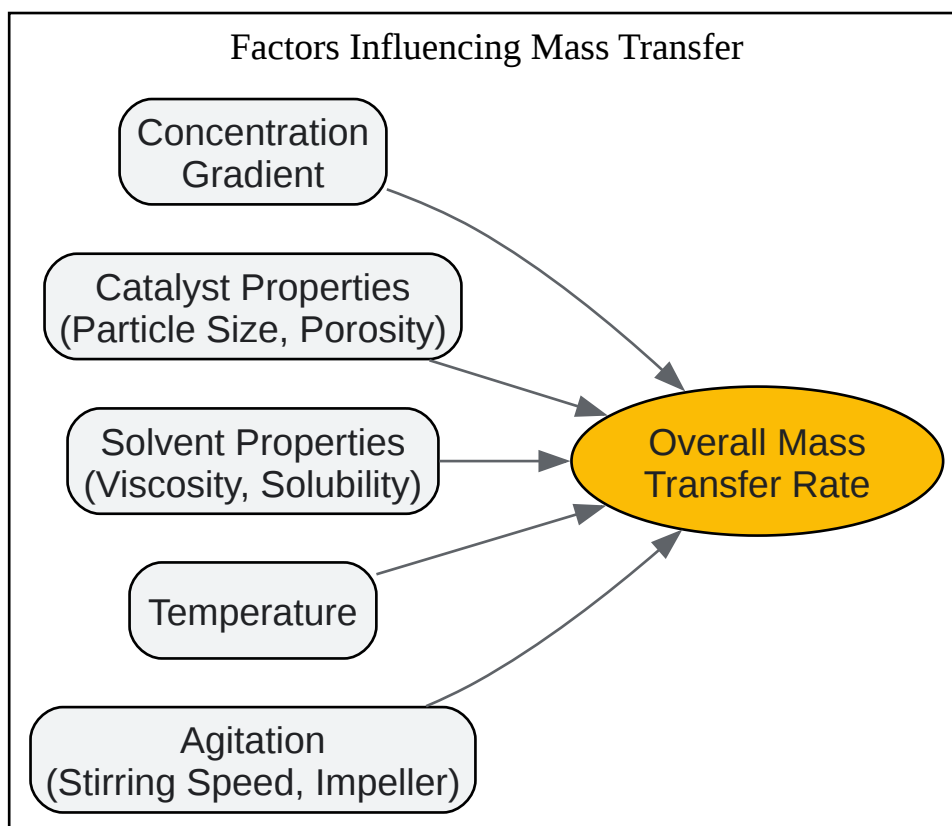 Factors Influencing Mass Transfer
Concentration
Gradient
Catalyst Properties
(Particle Size, Porosity)
Solvent Properties
(Viscosity, Solubility)
Overall Mass
Transfer Rate
Temperature
Agitation
(Stirring Speed, Impeller)